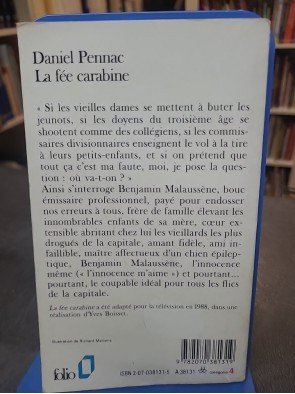 Daniel Pennac
La fée carabine
« Si les vieilles dames se mettent à buter les
jeunots, si les doyens du troisième âge se
shootent comme des collégiens, si les commis-
saires divisionnaires enseignent le vol à la tire
à leurs petits-enfants, et si on prétend que
tout ça c'est ma faute, moi, je pose la ques-
tion : où va-t-on ? »
Ainsi s'interroge Benjamin Malaussène, bouc
émissaire professionnel, payé pour endosser
nos erreurs à tous, frère de famille élevant les
innombrables enfants de sa mère, cœur ex-
tensible abritant chez lui les vieillards les plus
drogués de la capitale, amant fidèle, ami in-
faillible, maître affectueux d'un chien épilep-
tique, Benjamin Malaussène, l'innocence
même (« l'innocence m'aime ») et pourtant...
pourtant, le coupable idéal pour tous les flics
de la capitale.
La fée carabine a été adapté pour la télévision en 1988, dans une
réalisation d'Yves Boisset.
Illustration de
folio
9 782070 381319
ISBN 2-07-038131-5 A 38131 catégorie 4